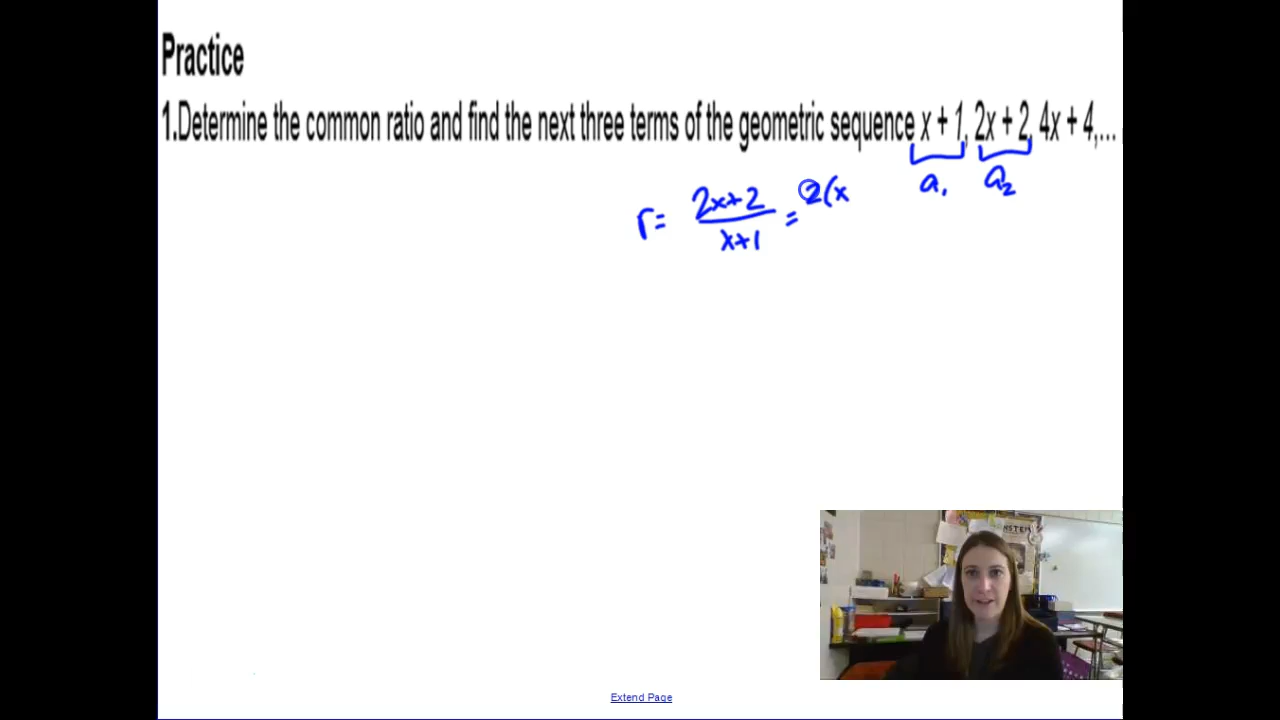 Practice
1.Determine the common ratio and find the next three terms of the geometric sequence x + 1, 2x + 2, 4x + 4,...
a₁ a₂
r= 2x+2 / x+1 = 2(x
Extend Page